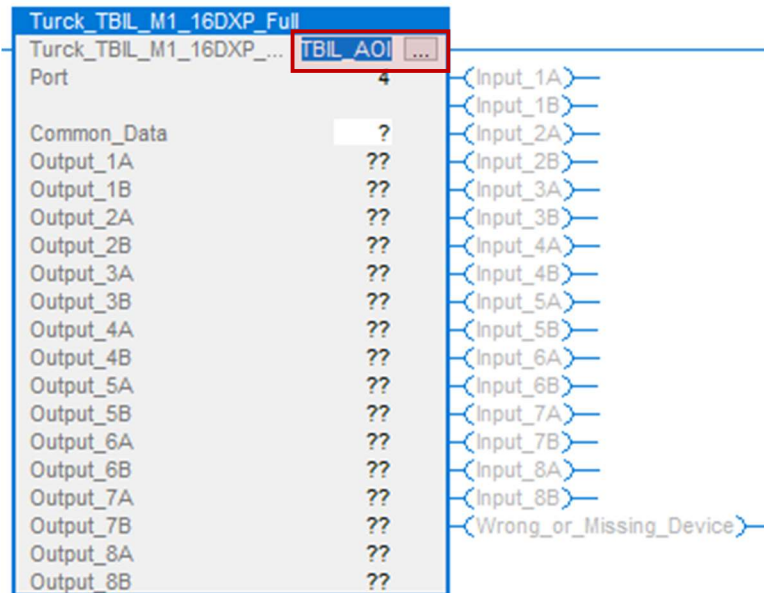 Turck_TBIL_M1_16DXP_Full
Turck_TBIL_M1_16DXP_... TBIL_AOI ...
Port 4 Input_1A
Input_1B
Common_Data ? Input_2A
Output_1A ?? Input_2B
Output_1B ?? Input_3A
Output_2A ?? Input_3B
Output_2B ?? Input_4A
Output_3A ?? Input_4B
Output_3B ?? Input_5A
Output_4A ?? Input_5B
Output_4B ?? Input_6A
Output_5A ?? Input_6B
Output_5B ?? Input_7A
Output_6A ?? Input_7B
Output_6B ?? Input_8A
Output_7A ?? Input_8B
Output_7B ?? Wrong_or_Missing_Device
Output_8A ??
Output_8B ??